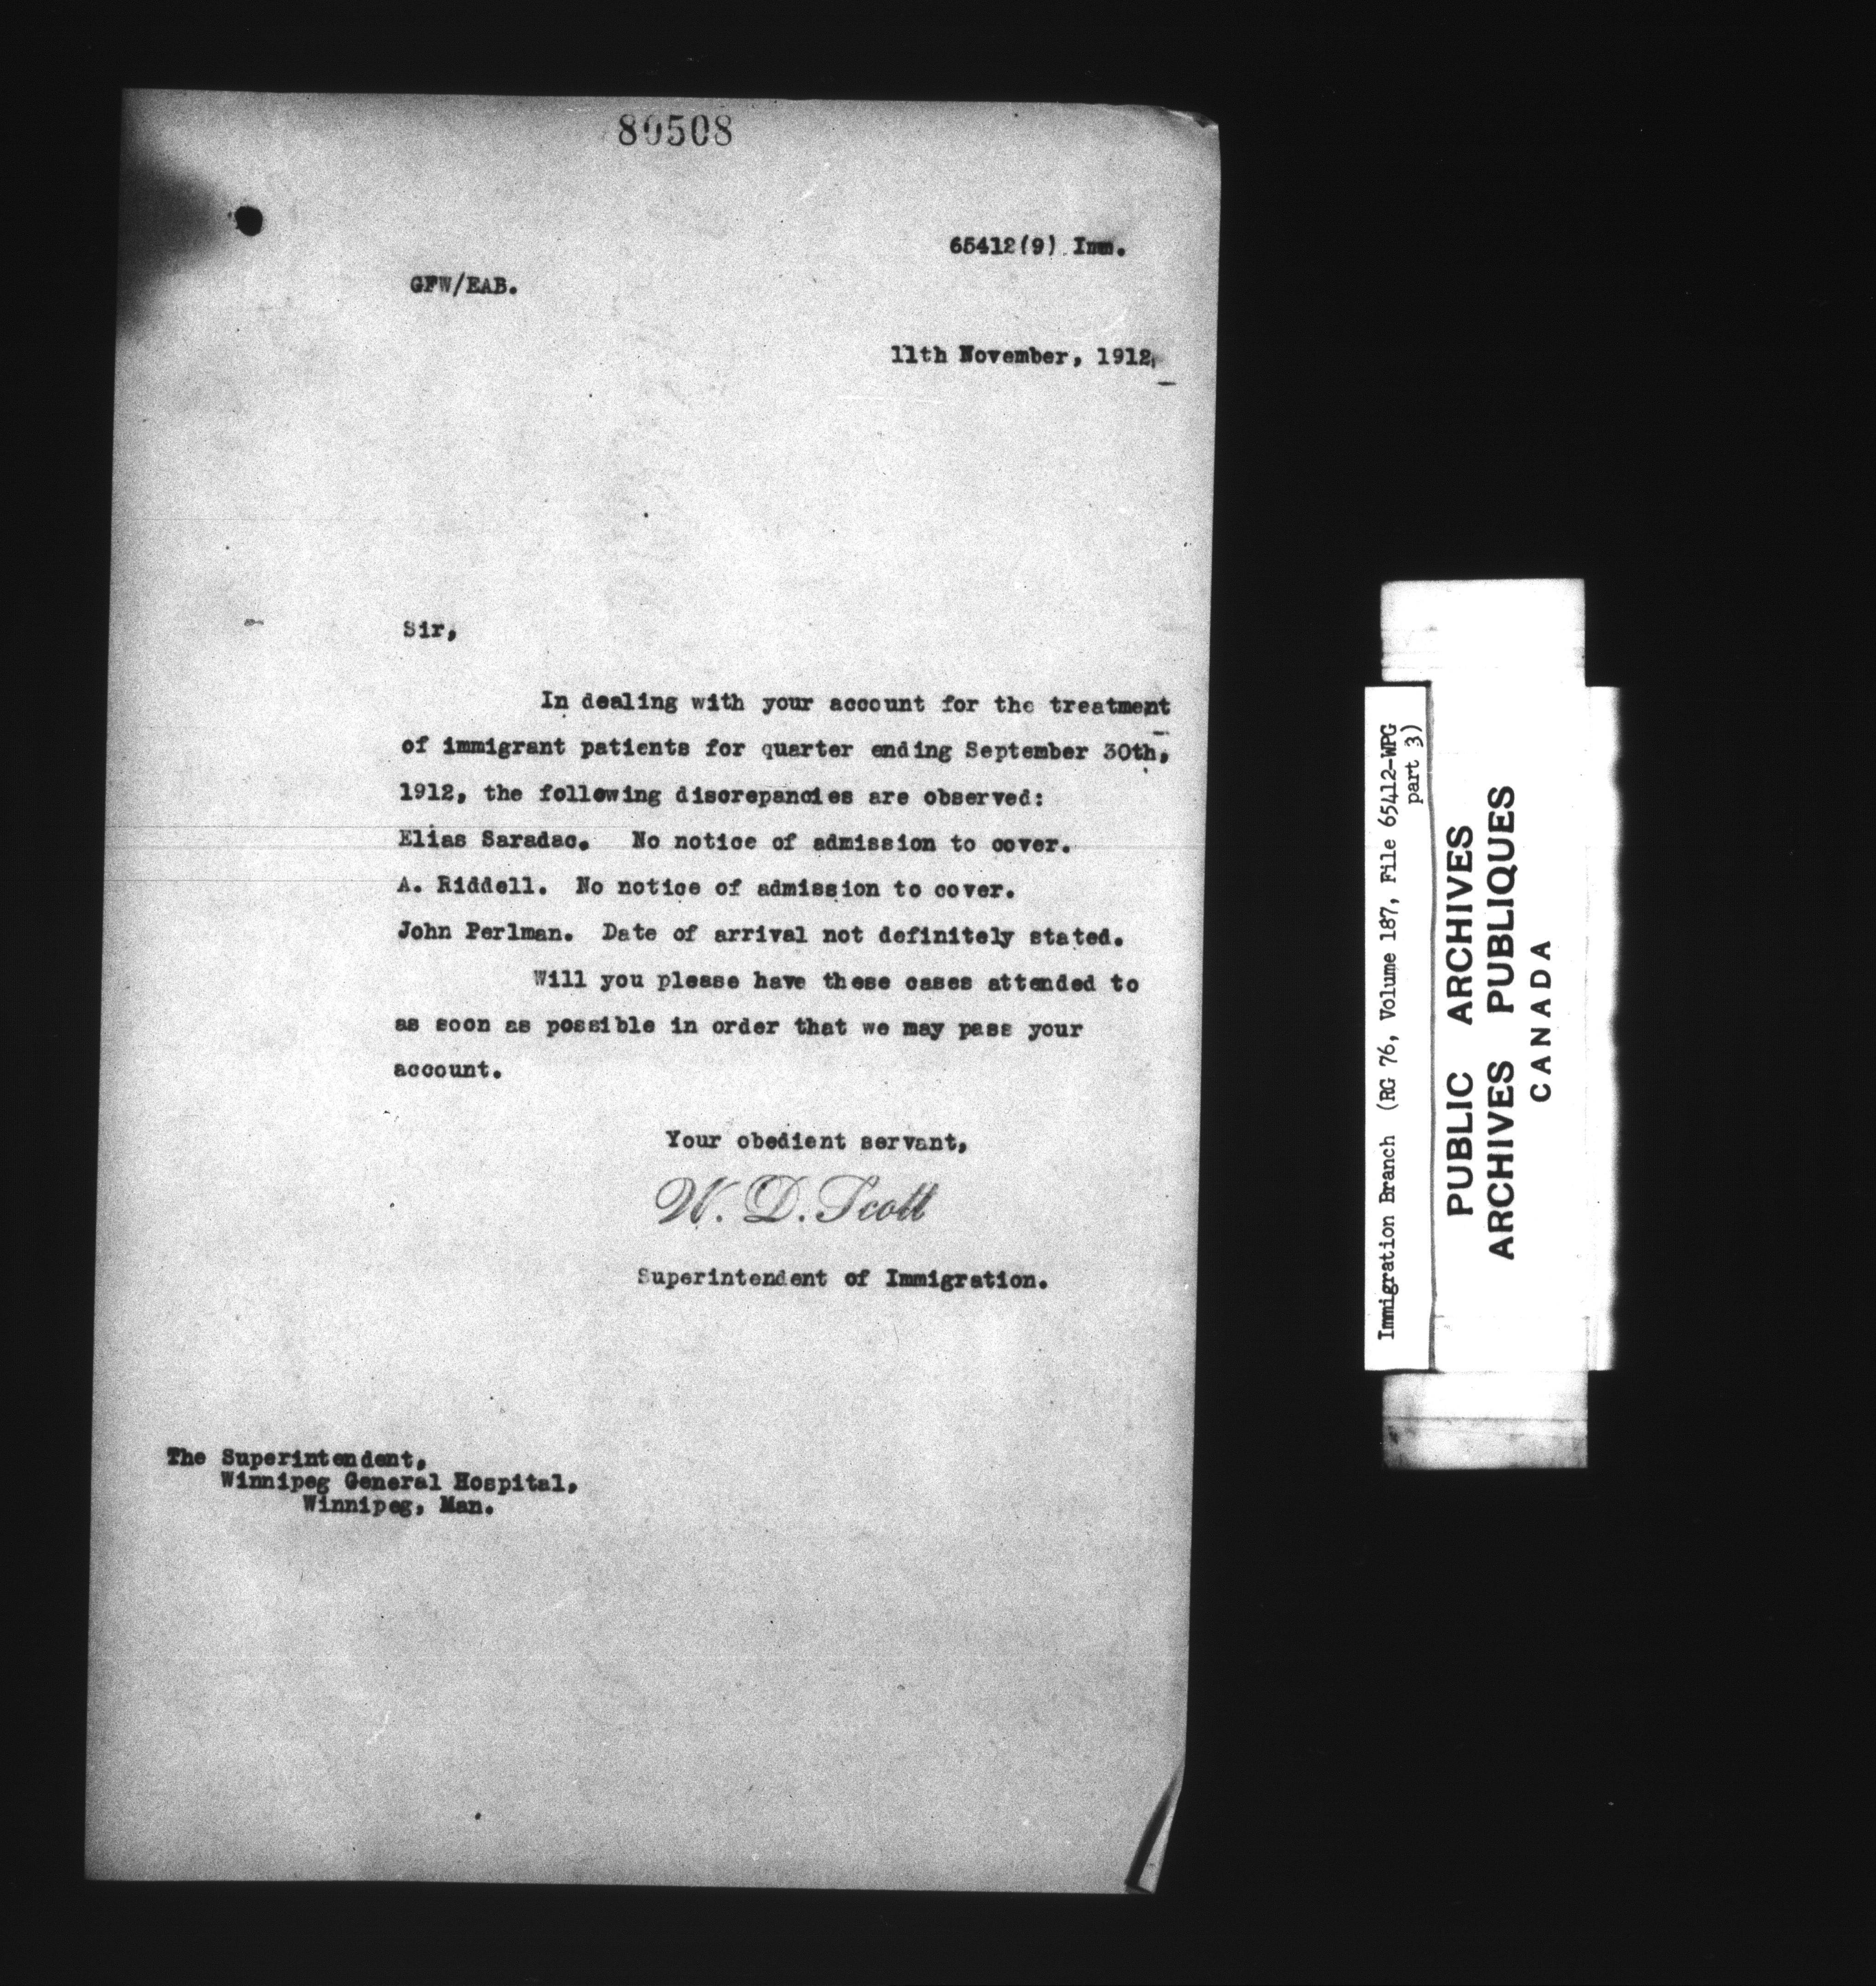 80508
65412(9) Imm.
GFW/EAB.
11th November, 1912.
Sir,
In dealing with your account for the treatment
of immigrant patients for quarter ending September 30th,
1912, the following discrepancies are observed:
Elias Saradac. No notice of admission to cover.
A. Riddell. No notice of admission to cover.
John Perlman. Date of arrival not definitely stated.
Will you please have these cases attended to
as soon as possible in order that we may pass your
account.
Your obedient servant,
W. D. Scott
Superintendent of Immigration.
The Superintendent,
Winnipeg General Hospital,
Winnipeg, Man.
Immigration Branch (RG 76, Volume 187, File 65412-WPG
part 3)
PUBLIC ARCHIVES
ARCHIVES PUBLIQUES
CANADA